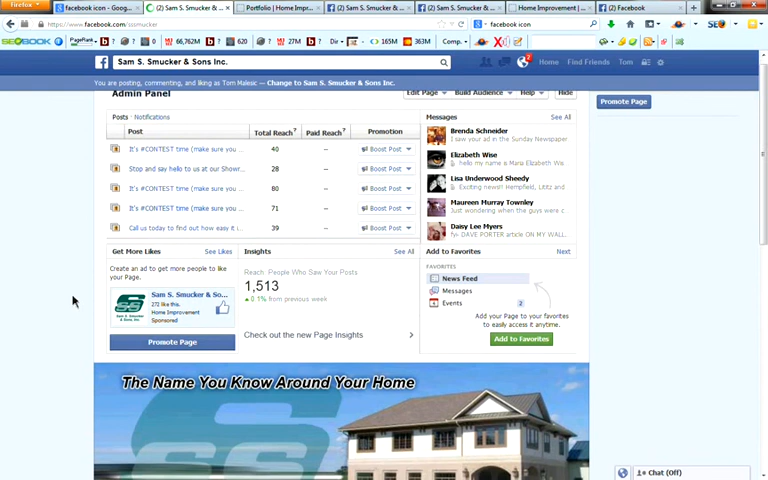 Firefox
facebook icon - Goog...
Sam S. Smucker & ...
Portfolio | Home Impr...
Sam S. Smucker & ...
Sam S. Smucker & ...
Home Improvement | ...
(2) Facebook
https://www.facebook.com/sssmucker
facebook icon
SEOBOOK
PageRank
66,762M
760
27M
Dir
165M
363M
Comp.
Sam S. Smucker & Sons Inc.
2
Home
Find Friends
Tom
You are posting, commenting, and liking as Tom Malesic — Change to Sam S. Smucker & Sons Inc.
Admin Panel
Edit Page
Build Audience
Help
Hide
Promote Page
Posts · Notifications
Post
Total Reach?
Paid Reach?
Promotion
It's #CONTEST time (make sure you ...
40
--
Boost Post
Stop and say hello to us at our Showr...
28
--
Boost Post
It's #CONTEST time (make sure you ...
80
--
Boost Post
It's #CONTEST time (make sure you ...
71
--
Boost Post
Call us today to find out how easy it i...
39
--
Boost Post
Messages
See All
Brenda Schneider
I saw your ad in the Sunday Newspaper
Elizabeth Wise
hello my name is Maria Elizabeth Wis
Lisa Underwood Sheedy
Exciting news!! Hempfield, Lititz and
Maureen Murray Townley
Just wondering when the guys were c
Daisy Lee Myers
fyi- DAVE PORTER article ON MY WALL.
Get More Likes
See Likes
Create an ad to get more people to like
your Page.
Sam S. Smucker & So...
272 like this.
Home Improvement
Sponsored
Promote Page
Insights
See All
Reach: People Who Saw Your Posts
1,513
0.1% from previous week
Check out the new Page Insights
Add to Favorites
Next
FAVORITES
News Feed
Messages
Events
2
Add your Page to your favorites
to easily access it anytime.
Add to Favorites
The Name You Know Around Your Home
Chat (Off)